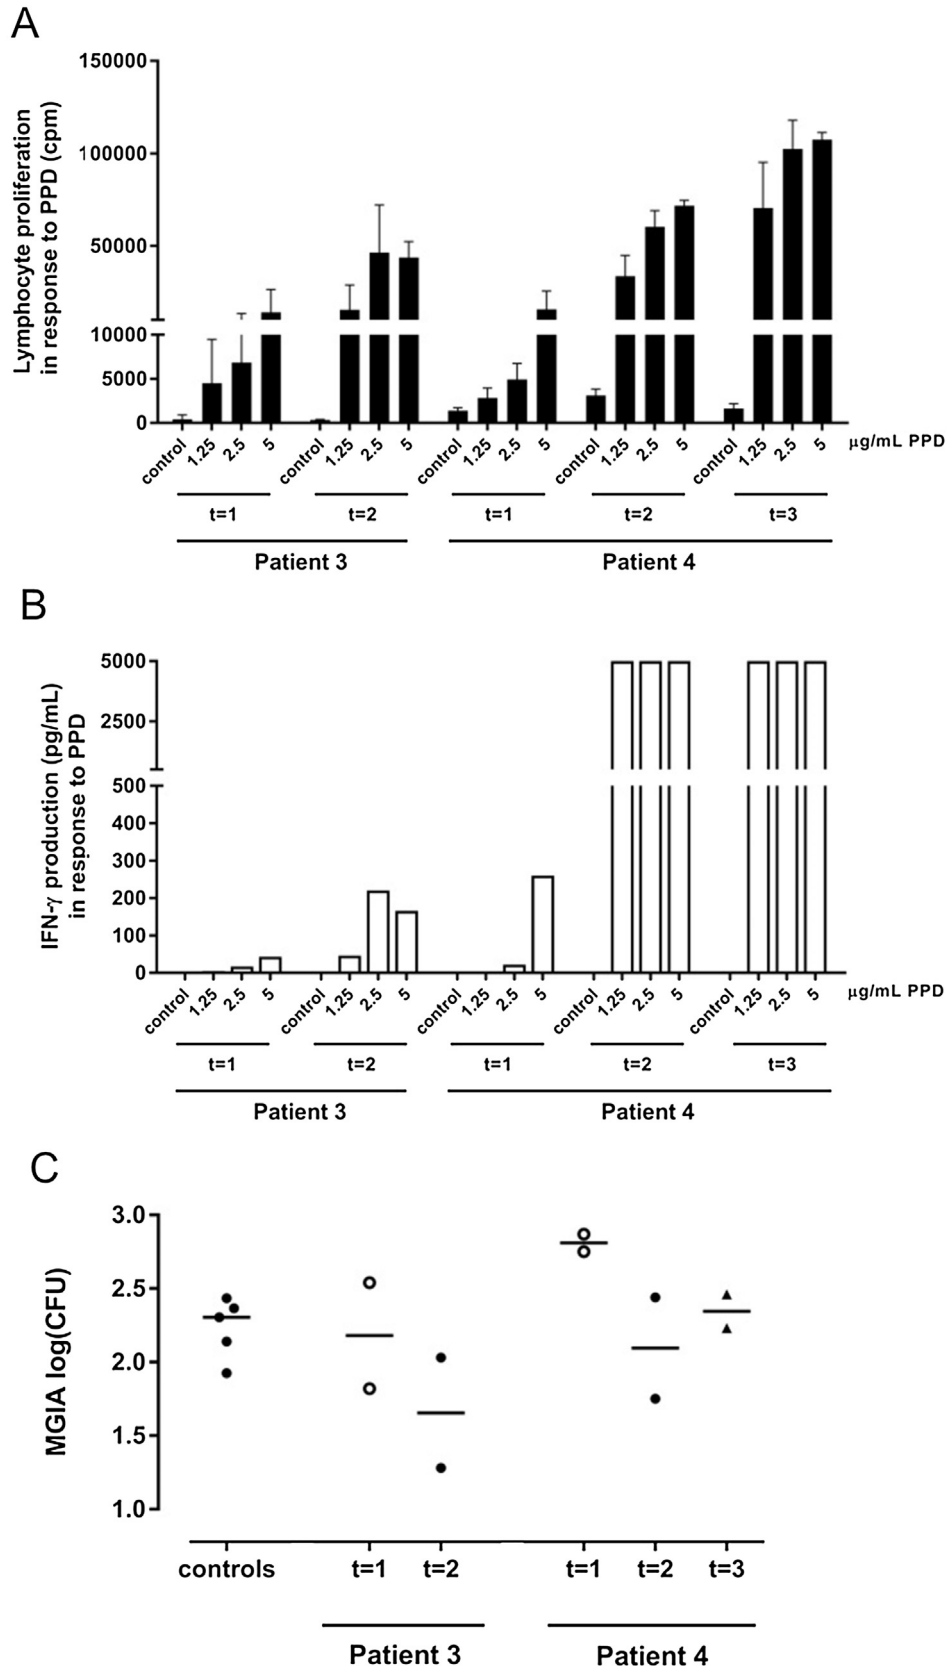 A
Lymphocyte proliferation
in response to PPD (cpm)
150000
100000
50000
10000
5000
0
control 1.25 2.5 5 control 1.25 2.5 5 control 1.25 2.5 5 control 1.25 2.5 5 control 1.25 2.5 5 µg/mL PPD
t=1 t=2 t=1 t=2 t=3
Patient 3 Patient 4
B
IFN-γ production (pg/mL)
in response to PPD
5000
2500
500
400
300
200
100
0
control 1.25 2.5 5 control 1.25 2.5 5 control 1.25 2.5 5 control 1.25 2.5 5 control 1.25 2.5 5 µg/mL PPD
t=1 t=2 t=1 t=2 t=3
Patient 3 Patient 4
C
MGIA log(CFU)
3.0
2.5
2.0
1.5
1.0
controls t=1 t=2 t=1 t=2 t=3
Patient 3 Patient 4